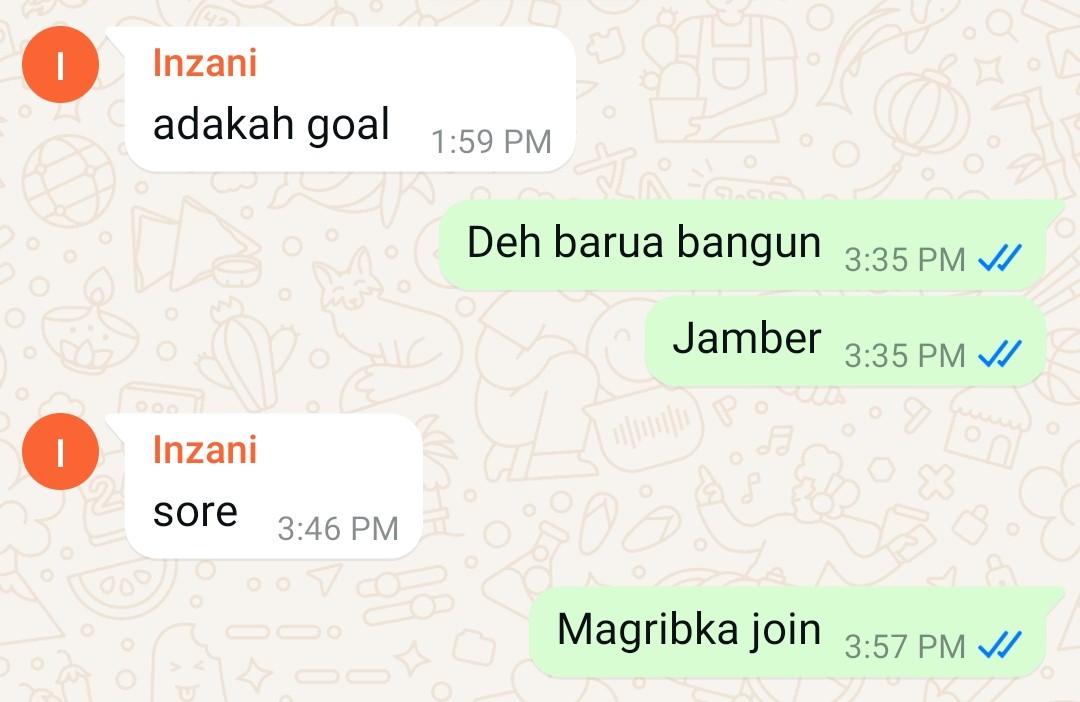 I
Inzani
adakah goal 1:59 PM
Deh barua bangun 3:35 PM
Jamber 3:35 PM
I
Inzani
sore 3:46 PM
Magribka join 3:57 PM